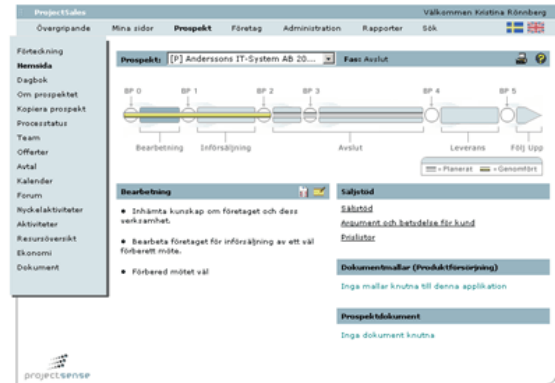 ProjectSales
Välkommen Kristina Rönnberg
Övergripande Mina sidor Prospekt Företag Administration Rapporter Sök
Förteckning
Hemsida
Dagbok
Om prospektet
Kopiera prospekt
Processtatus
Team
Offerter
Avtal
Kalender
Forum
Nyckelaktiviteter
Aktiviteter
Resursöversikt
Ekonomi
Dokument
Prospekt: [P] Anderssons IT-System AB 20.... Fas: Avslut
BP 0 BP 1 BP 2 BP 3 BP 4 BP 5
Bearbetning Införsäljning Avslut Leverans Följ Upp
= Planerat = Genomfört
Bearbetning
• Inhämta kunskap om företaget och dess
verksamhet.
• Bearbeta företaget för införsäljning av ett väl
förberett möte.
• Förbered mötet väl
Säljstöd
Säljstöd
Argument och betydelse för kund
Prislistor
Dokumentmallar (Produktförsörjning)
Inga mallar knutna till denna applikation
Prospektdokument
Inga dokument knutna
projectsense